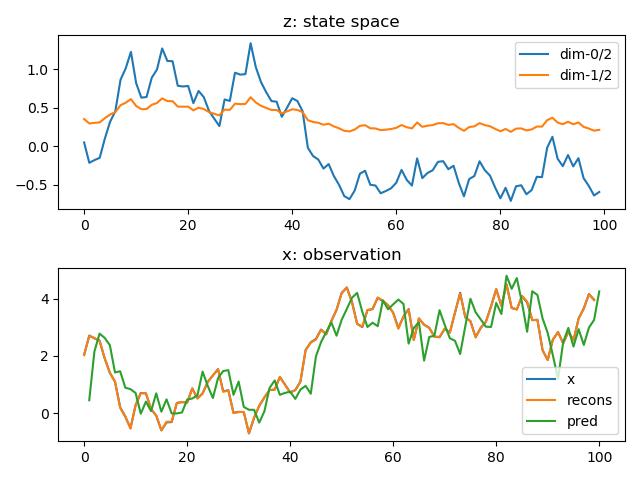 z: state space
dim-0/2
dim-1/2
1.0
0.5
0.0
−0.5
0 20 40 60 80 100
x: observation
4
2
0
x
recons
pred
0 20 40 60 80 100